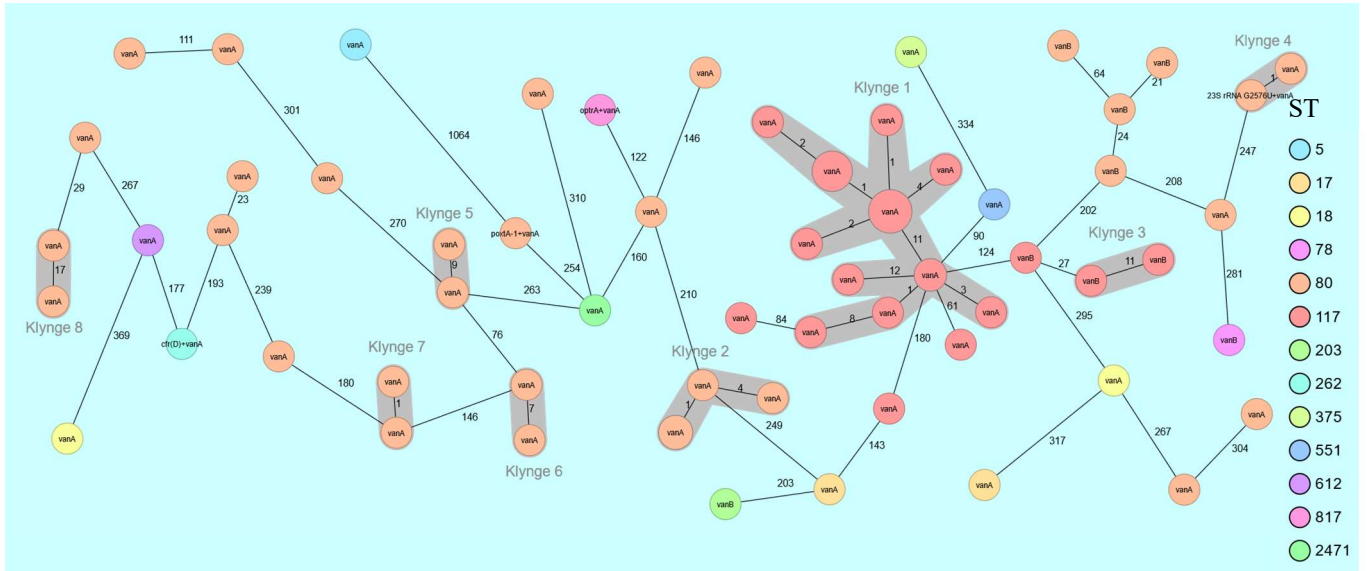 111
vanA
vanA
vanA
1064
301
29
267
vanA
Klynge 8
17
vanA
vanA
vanA
369
vanA
177
cfr(D)+vanA
193
vanA
23
vanA
239
vanA
180
vanA
270
Klynge 5
vanA
9
vanA
263
76
Klynge 7
vanA
1
vanA
146
vanA
7
vanA
Klynge 6
poxtA-1+vanA
254
vanA
310
vanA
optrA+vanA
122
146
vanA
vanA
160
210
Klynge 2
vanA
4
vanA
1
vanA
249
vanB
203
vanA
143
vanA
180
Klynge 1
vanA
2
vanA
1
vanA
1
vanA
4
vanA
2
vanA
11
vanA
12
vanA
1
vanA
8
vanA
84
vanA
3
vanA
61
vanA
90
vanA
334
vanA
124
vanB
27
Klynge 3
vanB
11
vanB
202
vanB
24
vanB
64
vanB
21
vanB
208
vanA
247
Klynge 4
23S rRNA G2576U+vanA
1
vanA
281
vanB
295
vanA
317
vanA
267
vanA
304
vanA
ST
5
17
18
78
80
117
203
262
375
551
612
817
2471